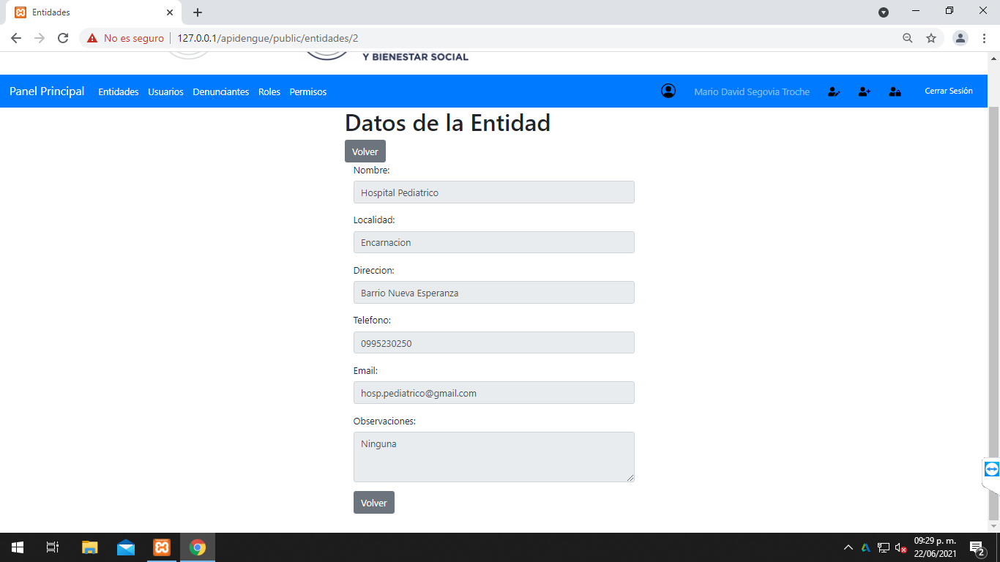 Entidades
No es seguro
127.0.0.1/apidengue/public/entidades/2
Y BIENESTAR SOCIAL
Panel Principal Entidades Usuarios Denunciantes Roles Permisos Mario David Segovia Troche Cerrar Sesión
Datos de la Entidad
Volver
Nombre:
Hospital Pediatrico
Localidad:
Encarnacion
Direccion:
Barrio Nueva Esperanza
Telefono:
0995230250
Email:
hosp.pediatrico@gmail.com
Observaciones:
Ninguna
Volver
09:29 p. m.
22/06/2021
2